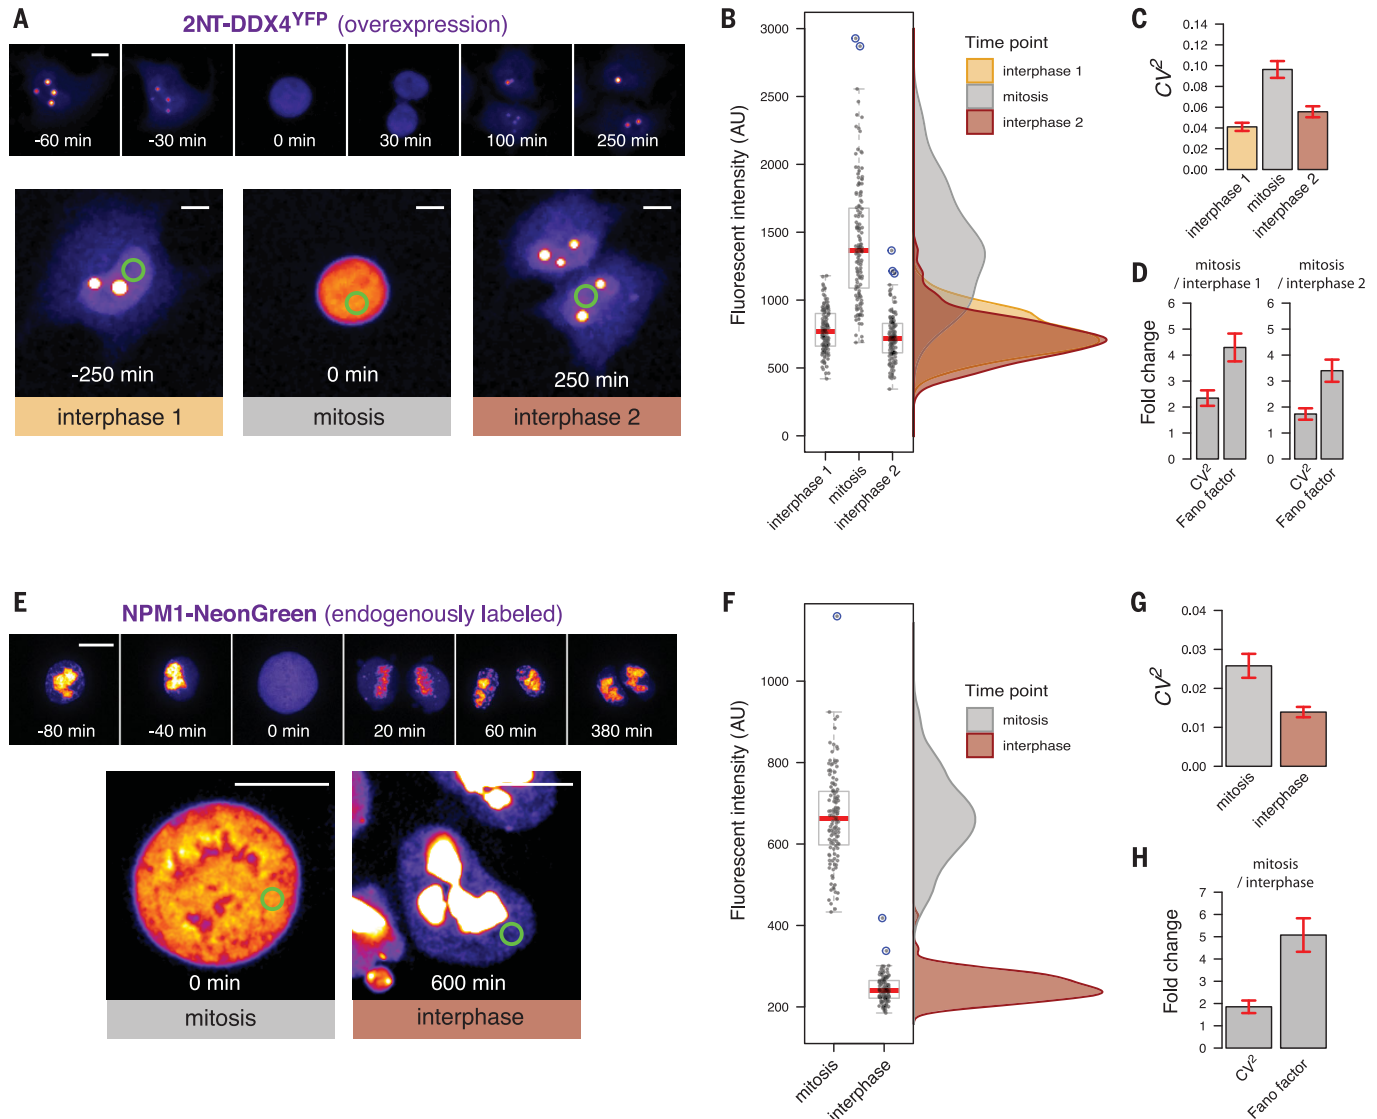 A
2NT-DDX4YFP (overexpression)
-60 min
-30 min
0 min
30 min
100 min
250 min
-250 min
0 min
250 min
interphase 1
mitosis
interphase 2
B
Fluorescent intensity (AU)
3000
2500
2000
1500
1000
500
0
interphase 1
mitosis
interphase 2
Time point
interphase 1
mitosis
interphase 2
C
CV2
0.14
0.12
0.10
0.08
0.06
0.04
0.02
0.00
interphase 1
mitosis
interphase 2
D
mitosis
/ interphase 1
mitosis
/ interphase 2
Fold change
6
5
4
3
2
1
0
6
5
4
3
2
1
0
CV2
Fano factor
CV2
Fano factor
E
NPM1-NeonGreen (endogenously labeled)
-80 min
-40 min
0 min
20 min
60 min
380 min
0 min
600 min
mitosis
interphase
F
Fluorescent intensity (AU)
1000
800
600
400
200
mitosis
interphase
Time point
mitosis
interphase
G
CV2
0.04
0.03
0.02
0.01
0.00
mitosis
interphase
H
mitosis
/ interphase
Fold change
7
6
5
4
3
2
1
0
CV2
Fano factor